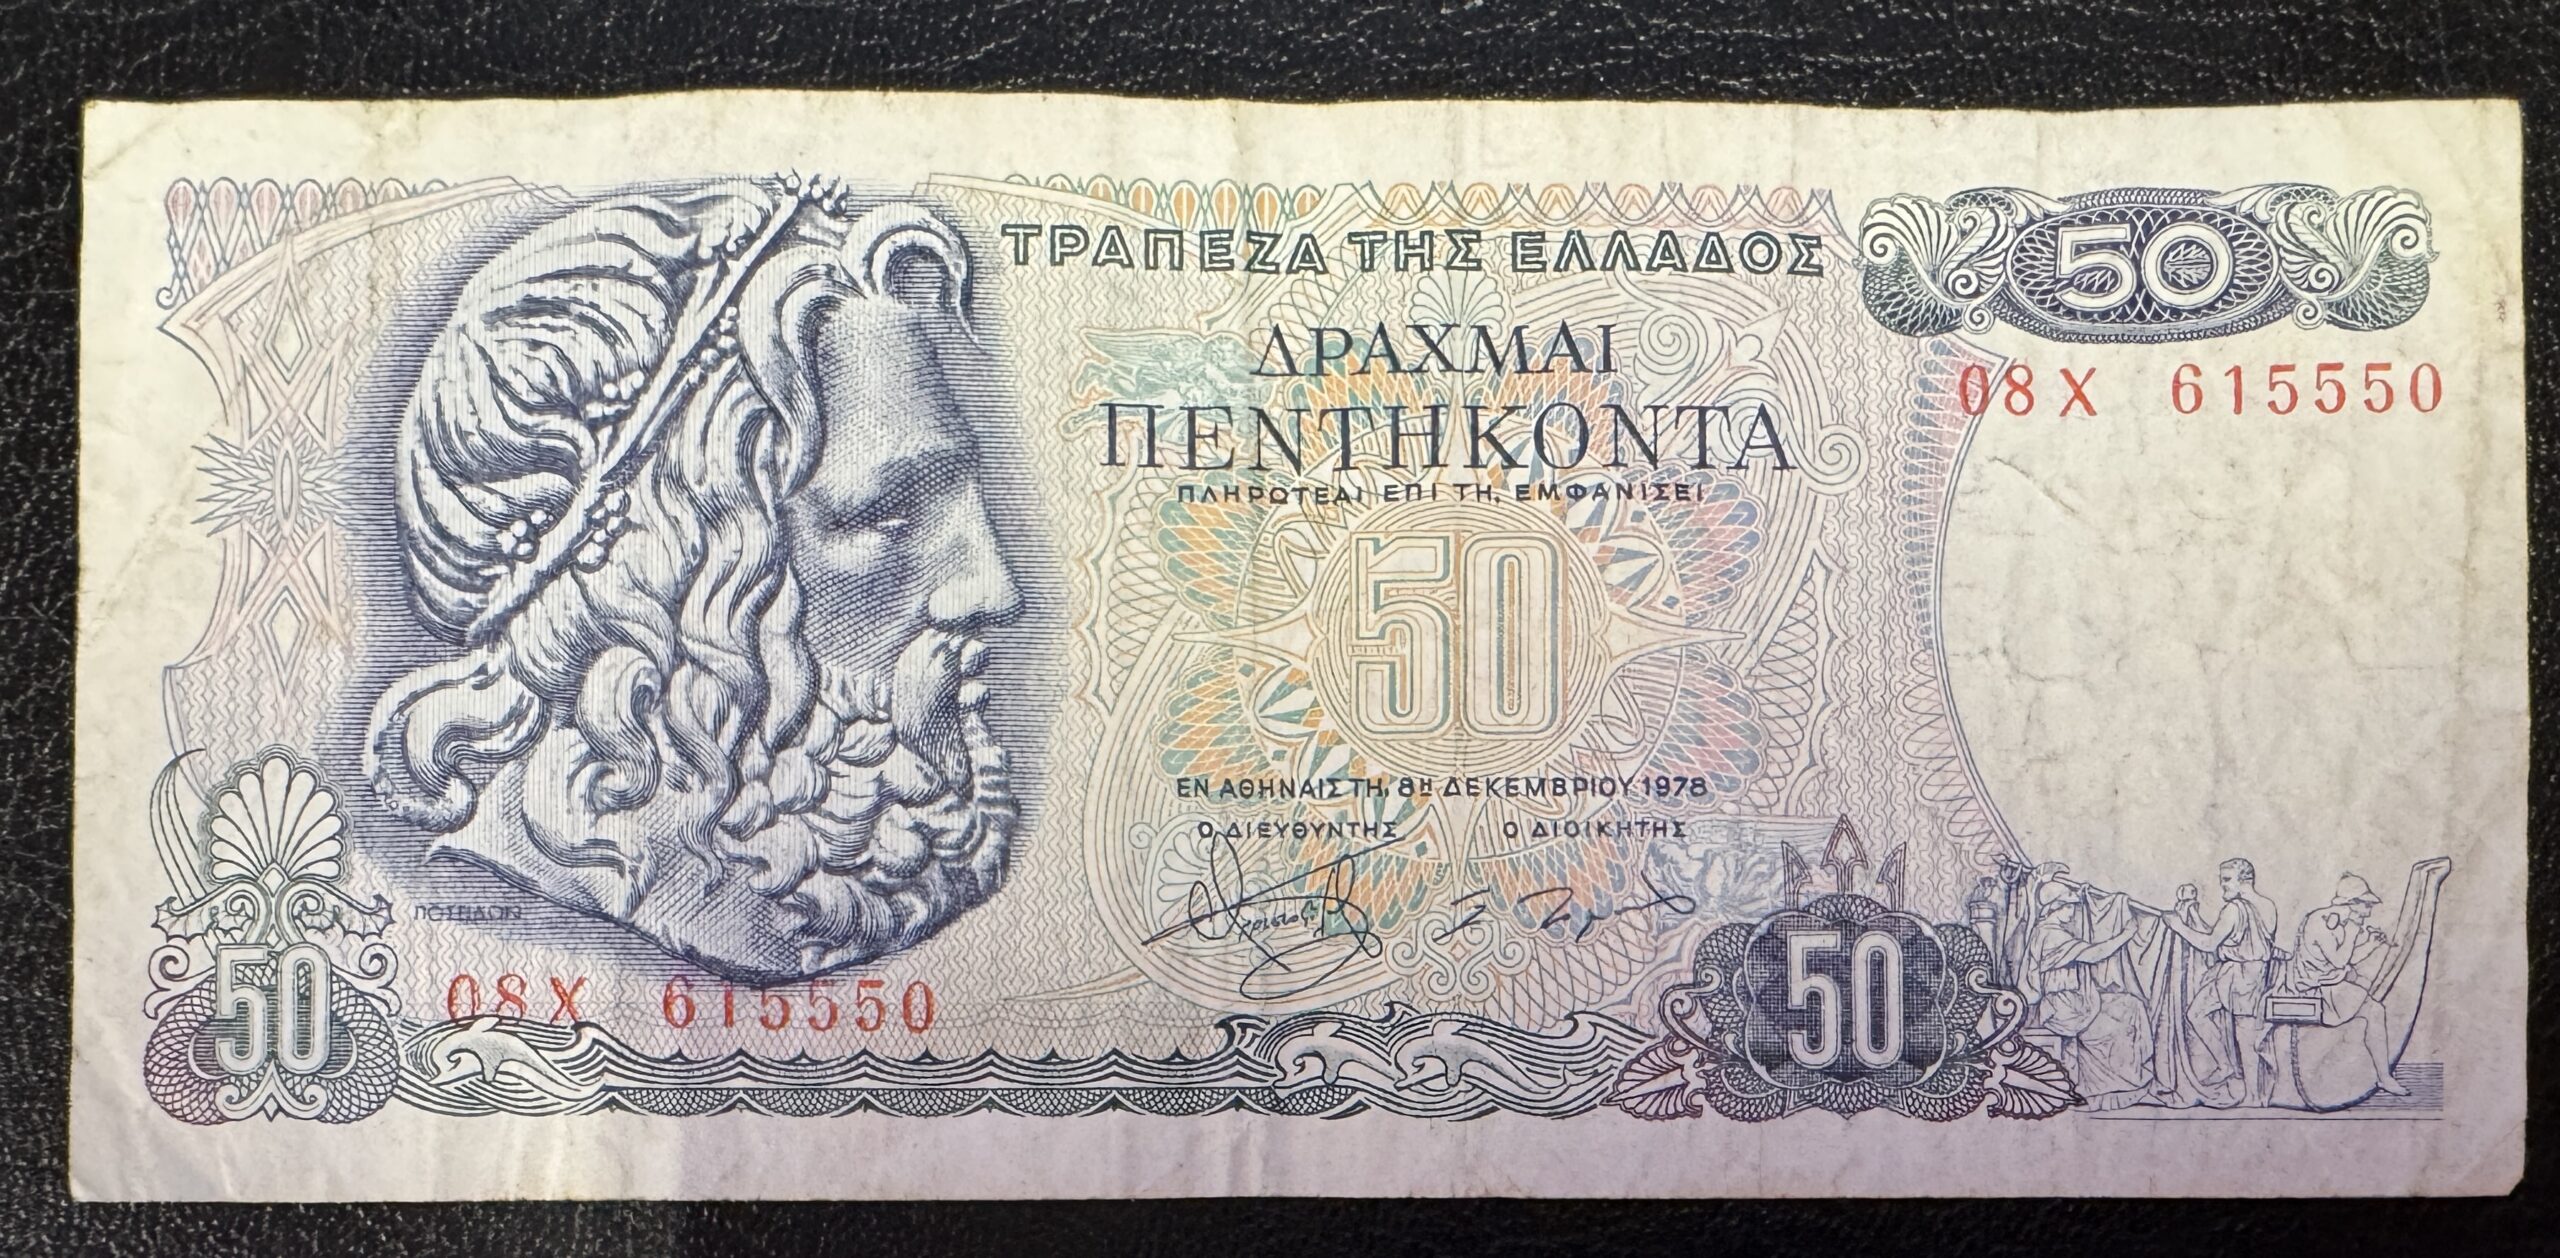 ΤΡΑΠΕΖΑ ΤΗΣ ΕΛΛΑΔΟΣ
50
ΔΡΑΧΜΑΙ
08Χ 615550
ΠΕΝΤΗΚΟΝΤΑ
ΠΛΗΡΩΤΕΑΙ ΕΠΙ ΤΗ, ΕΜΦΑΝΙΣΕΙ
50
ΕΝ ΑΘΗΝΑΙΣ ΤΗ, 8Η ΔΕΚΕΜΒΡΙΟΥ 1978
Ο ΔΙΕΥΘΥΝΤΗΣ Ο ΔΙΟΙΚΗΤΗΣ
ΠΟΣΕΙΔΩΝ
50
08Χ 615550
50